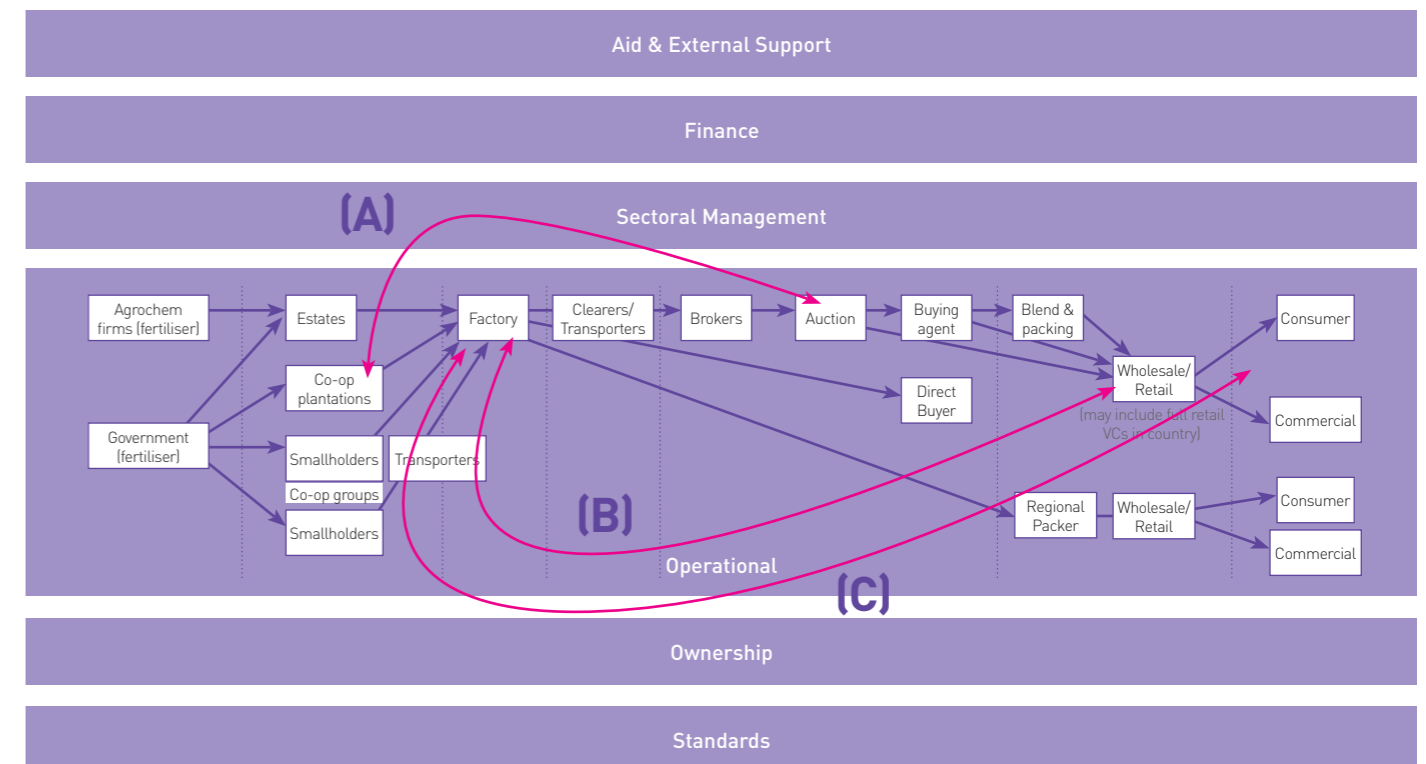 Aid & External Support
Finance
Sectoral Management
(A)
Agrochem
firms (fertiliser)
Estates
Factory
Clearers/
Transporters
Brokers
Auction
Buying
agent
Blend &
packing
Consumer
Co-op
plantations
Direct
Buyer
Wholesale/
Retail
(may include full retail
VCs in country)
Commercial
Government
(fertiliser)
Smallholders
Transporters
Co-op groups
Smallholders
(B)
Regional
Packer
Wholesale/
Retail
Consumer
Commercial
Operational
(C)
Ownership
Standards